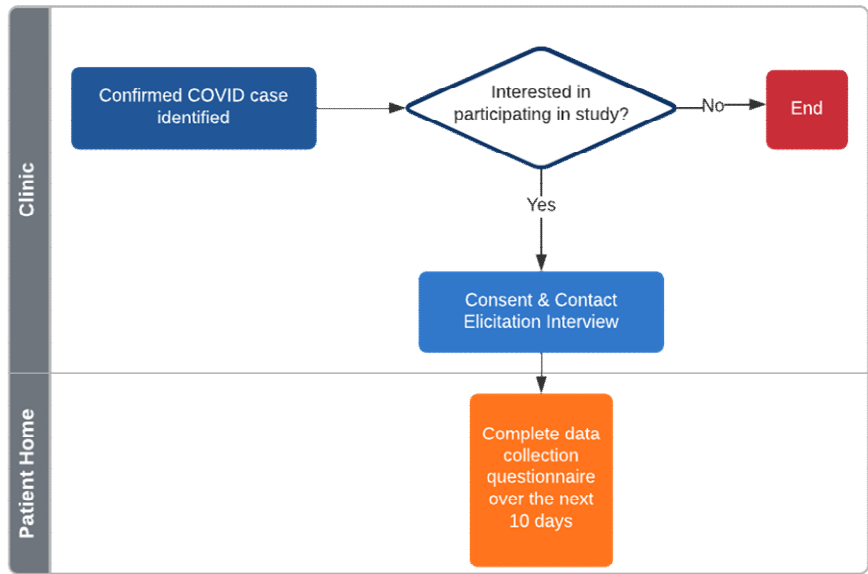 Clinic
Confirmed COVID case
identified
Interested in
participating in study?
No
End
Yes
Consent & Contact
Elicitation Interview
Patient Home
Complete data
collection
questionnaire
over the next
10 days